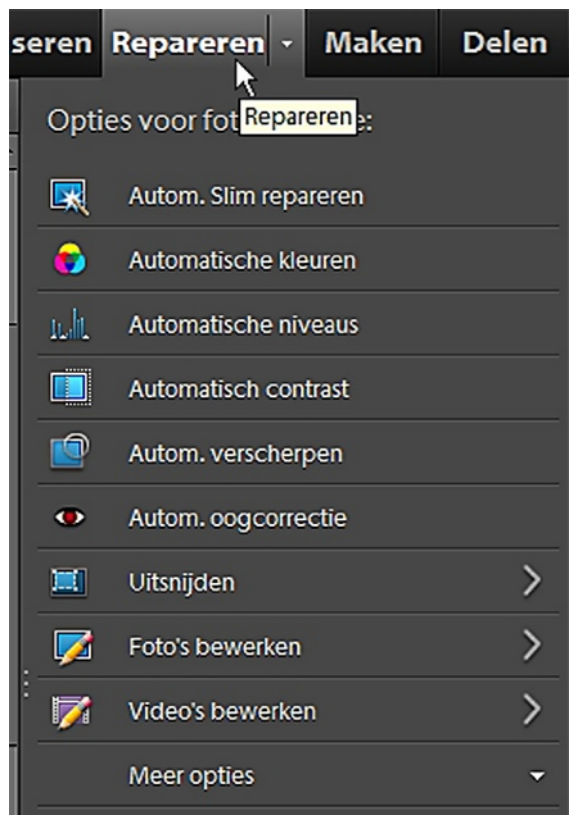 seren Repareren Maken Delen
Opties voor fot Repareren e:
Autom. Slim repareren
Automatische kleuren
Automatische niveaus
Automatisch contrast
Autom. verscherpen
Autom. oogcorrectie
Uitsnijden
Foto's bewerken
Video's bewerken
Meer opties